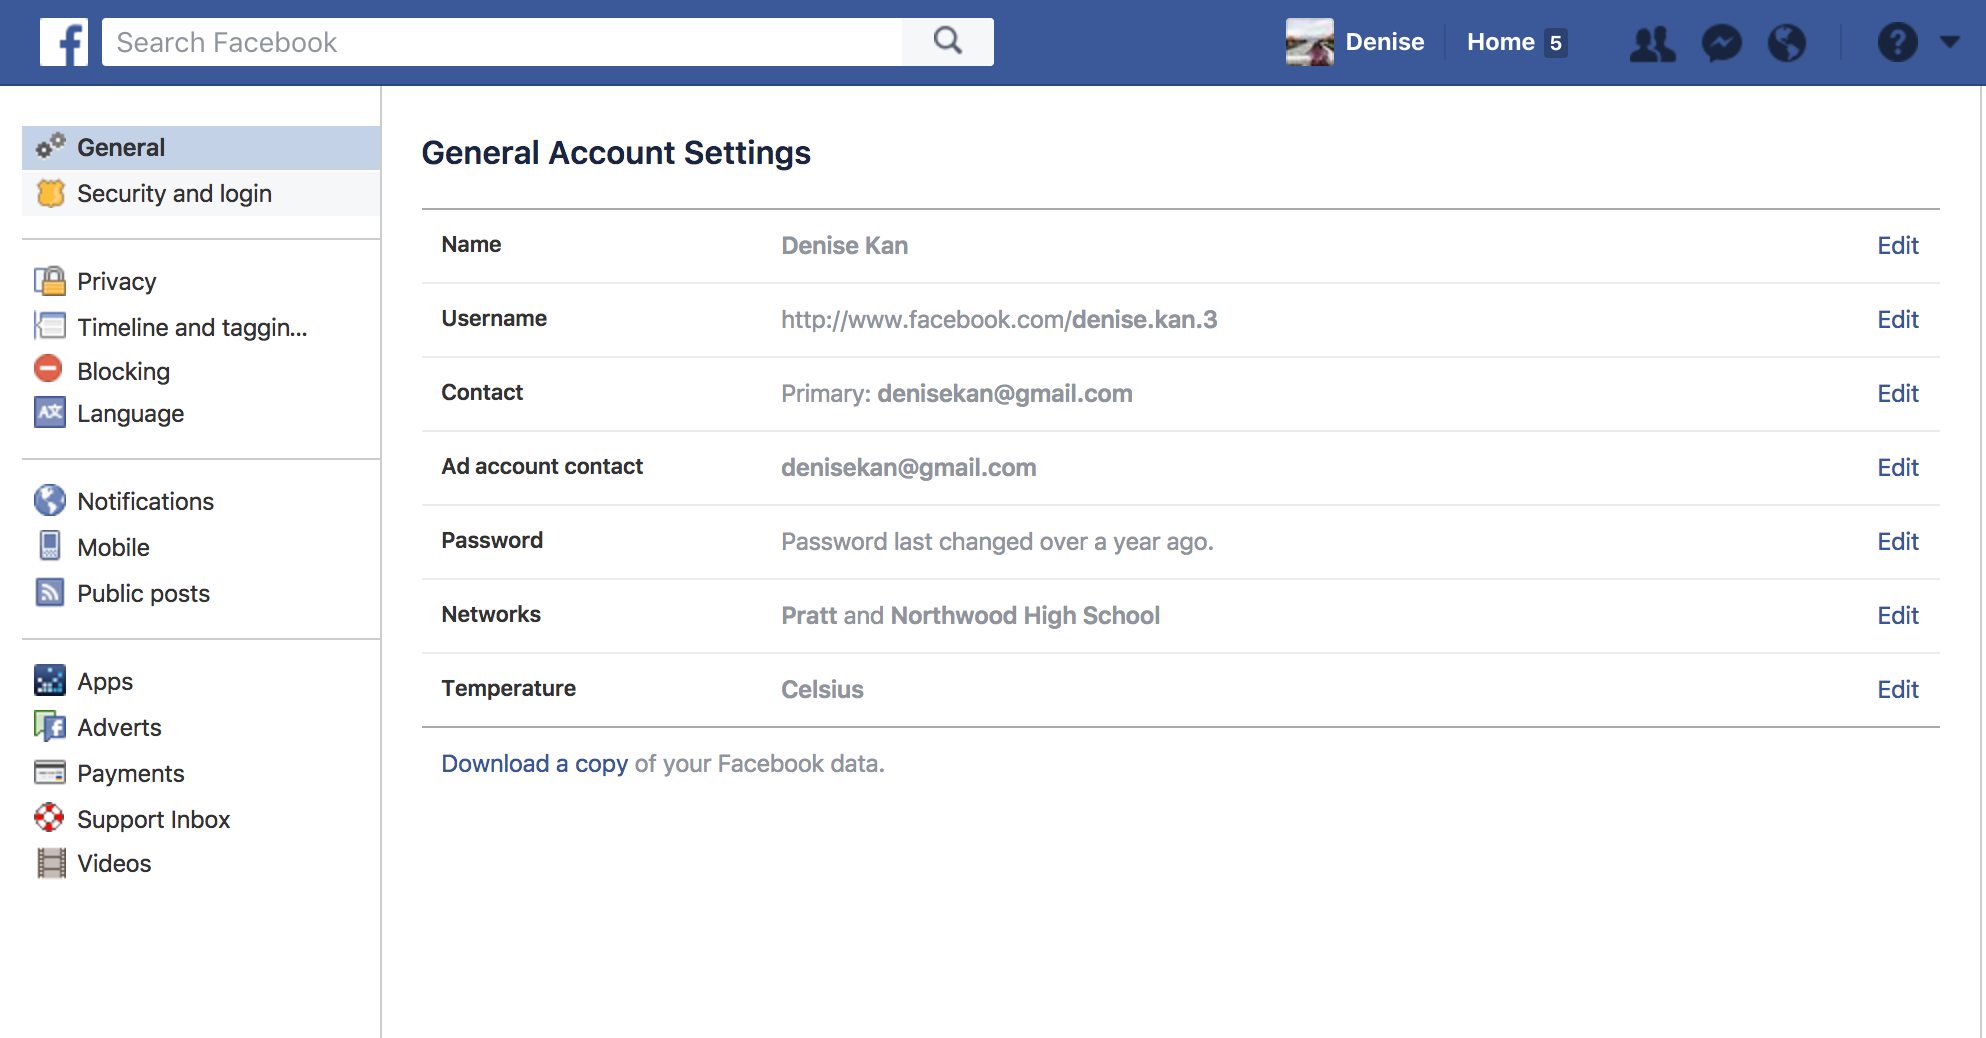 f
Search Facebook
Denise
Home 5
?
General
Security and login
Privacy
Timeline and taggin...
Blocking
Language
Notifications
Mobile
Public posts
Apps
Adverts
Payments
Support Inbox
Videos
General Account Settings
Name Denise Kan Edit
Username http://www.facebook.com/denise.kan.3 Edit
Contact Primary: denisekan@gmail.com Edit
Ad account contact denisekan@gmail.com Edit
Password Password last changed over a year ago. Edit
Networks Pratt and Northwood High School Edit
Temperature Celsius Edit
Download a copy of your Facebook data.